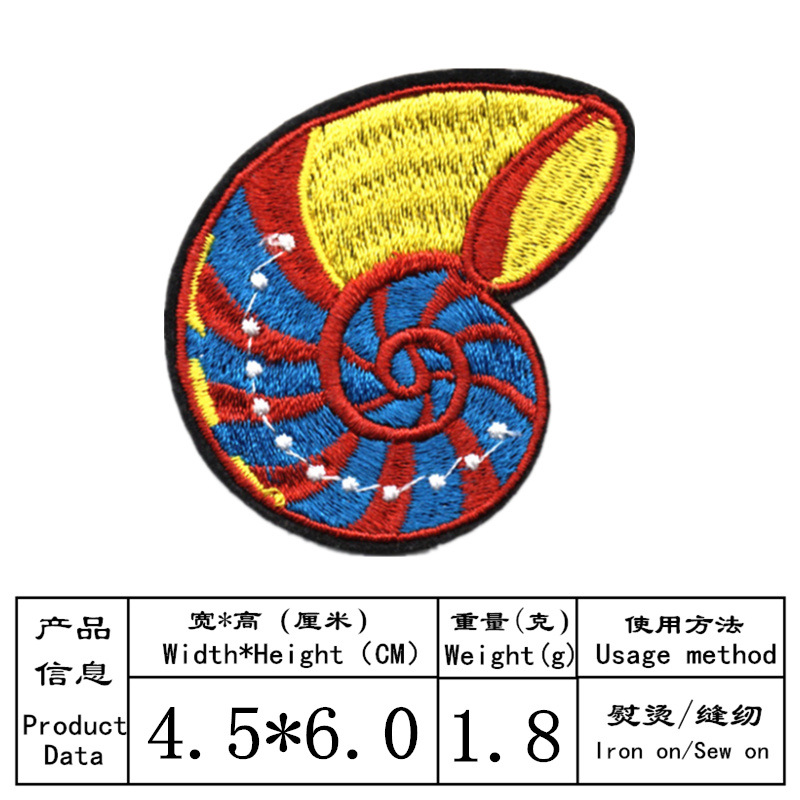 产品
信息
Product
Data
宽*高 (厘米)
Width*Height (CM)
4.5*6.0
重量(克)
Weight(g)
1.8
使用方法
Usage method
熨烫/缝纫
Iron on/Sew on